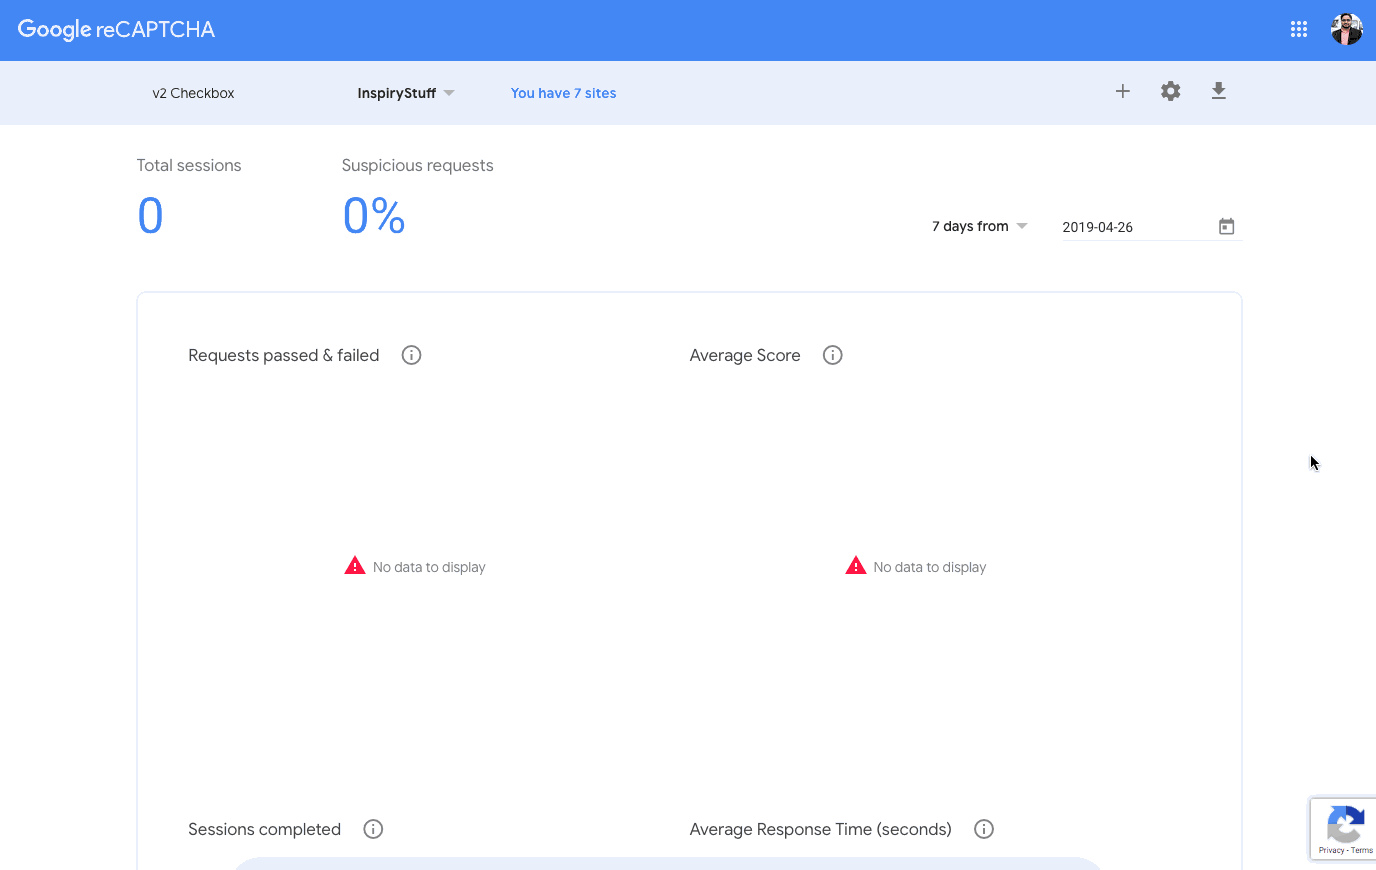 Google reCAPTCHA
v2 Checkbox
InspiryStuff
You have 7 sites
Total sessions
Suspicious requests
0
0%
7 days from
2019-04-26
Requests passed & failed
Average Score
No data to display
No data to display
Sessions completed
Average Response Time (seconds)
Privacy - Terms